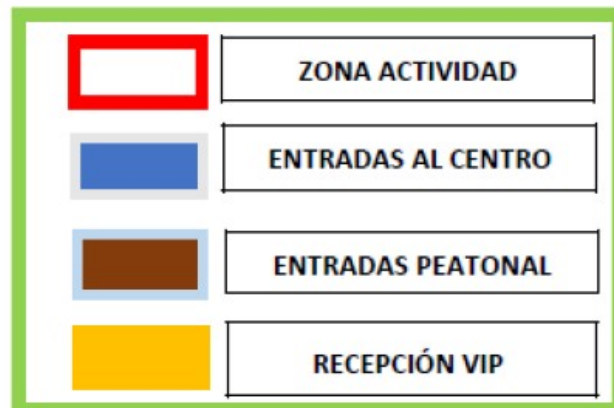 ZONA ACTIVIDAD
ENTRADAS AL CENTRO
ENTRADAS PEATONAL
RECEPCIÓN VIP